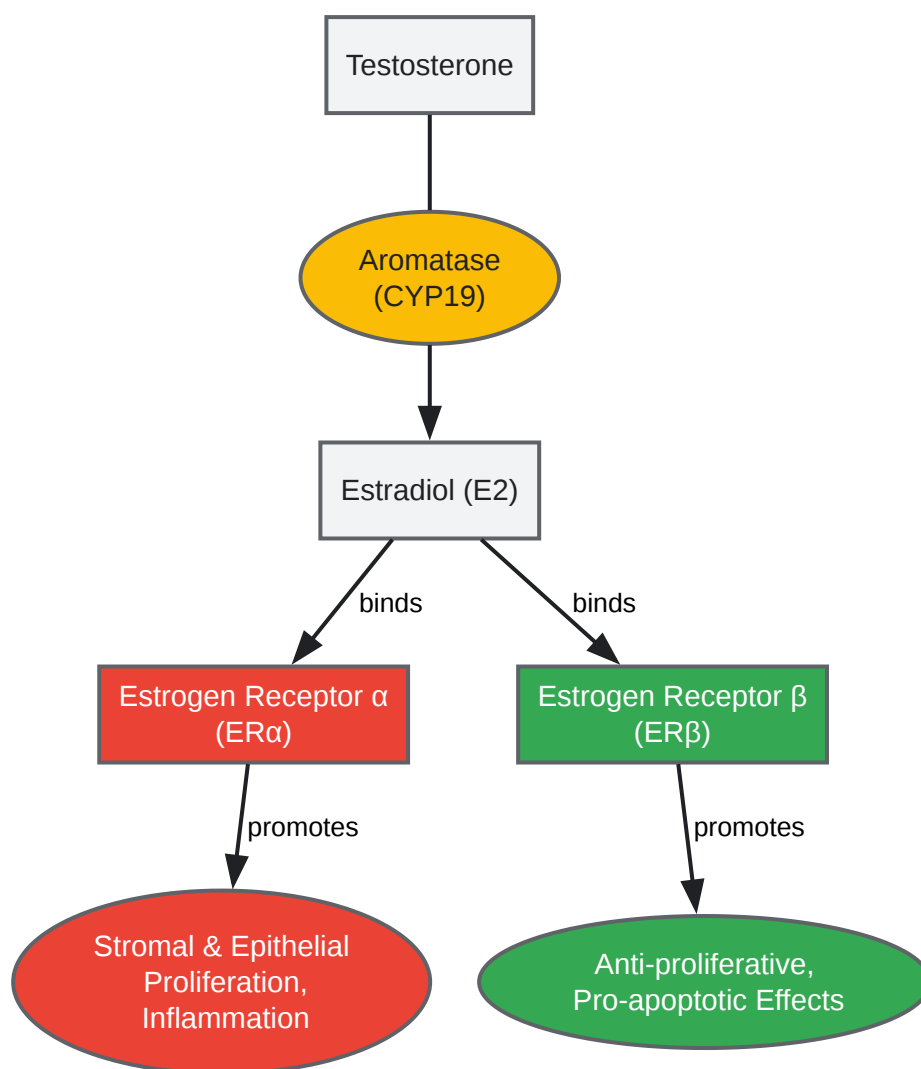 Testosterone
Aromatase
(CYP19)
Estradiol (E2)
binds
binds
Estrogen Receptor α
(ERα)
Estrogen Receptor β
(ERβ)
promotes
promotes
Stromal & Epithelial
Proliferation,
Inflammation
Anti-proliferative,
Pro-apoptotic Effects